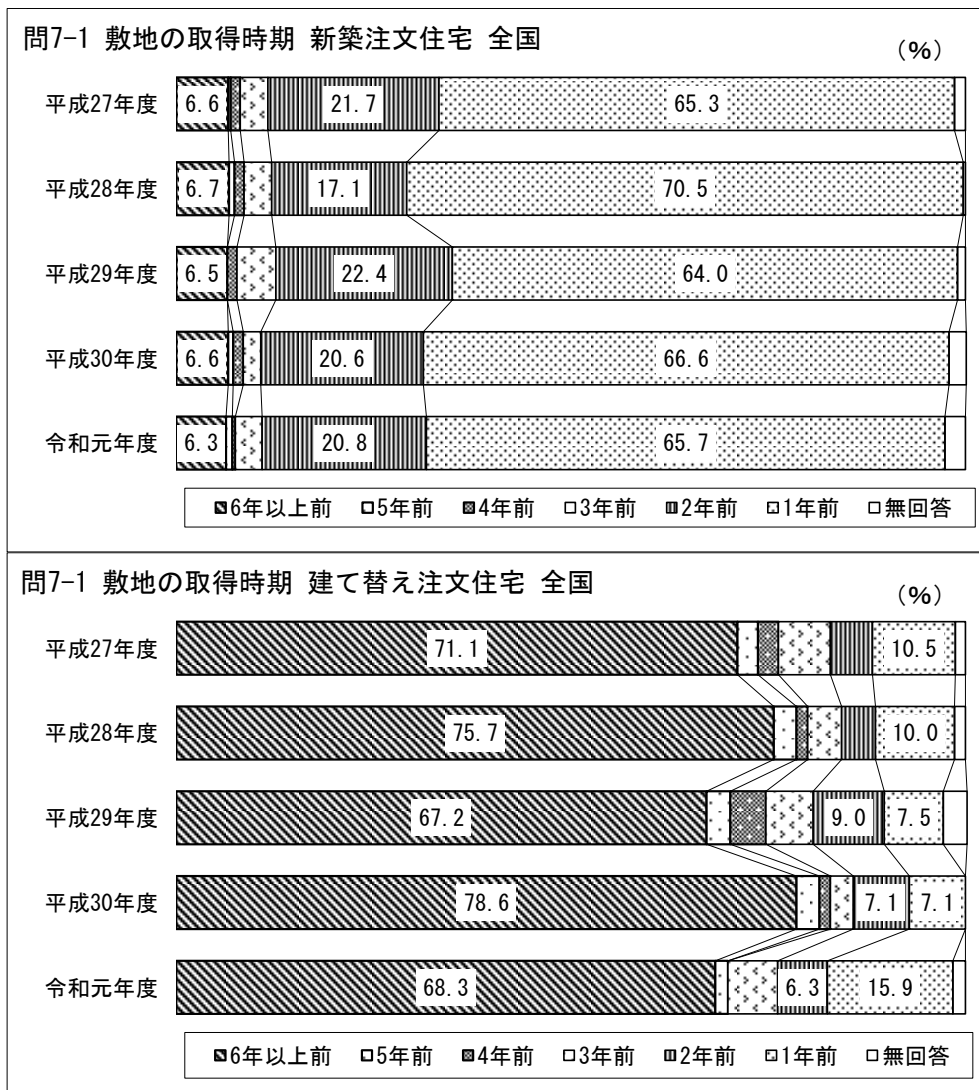 問7-1 敷地の取得時期 新築注文住宅 全国
(%)
平成27年度 6.6 21.7 65.3
平成28年度 6.7 17.1 70.5
平成29年度 6.5 22.4 64.0
平成30年度 6.6 20.6 66.6
令和元年度 6.3 20.8 65.7
6年以上前 5年前 4年前 3年前 2年前 1年前 無回答
問7-1 敷地の取得時期 建て替え注文住宅 全国
(%)
平成27年度 71.1 10.5
平成28年度 75.7 10.0
平成29年度 67.2 9.0 7.5
平成30年度 78.6 7.1 7.1
令和元年度 68.3 6.3 15.9
6年以上前 5年前 4年前 3年前 2年前 1年前 無回答